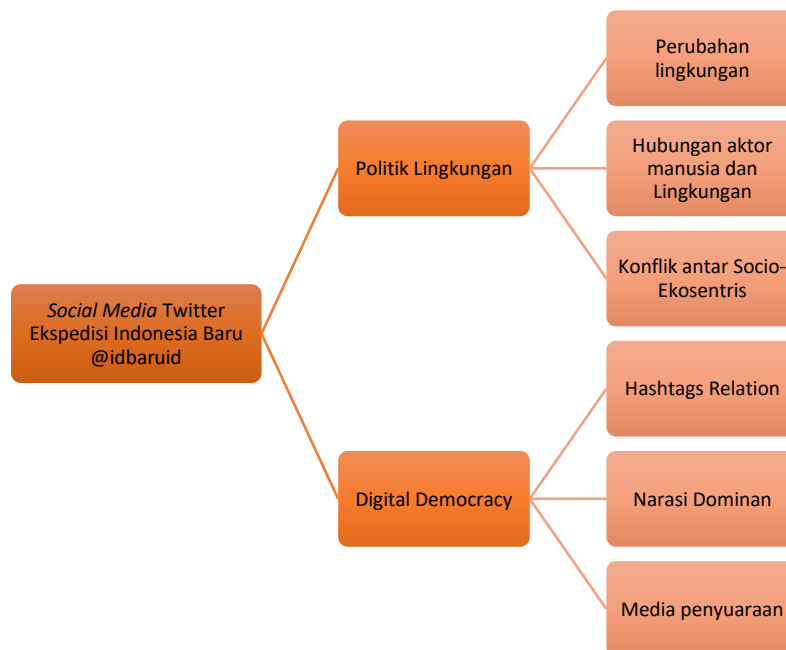 Social Media Twitter
Ekspedisi Indonesia Baru
@idbaruid
Politik Lingkungan
Perubahan
lingkungan
Hubungan aktor
manusia dan
Lingkungan
Konflik antar Socio-
Ekosentris
Digital Democracy
Hashtags Relation
Narasi Dominan
Media penyuaraan